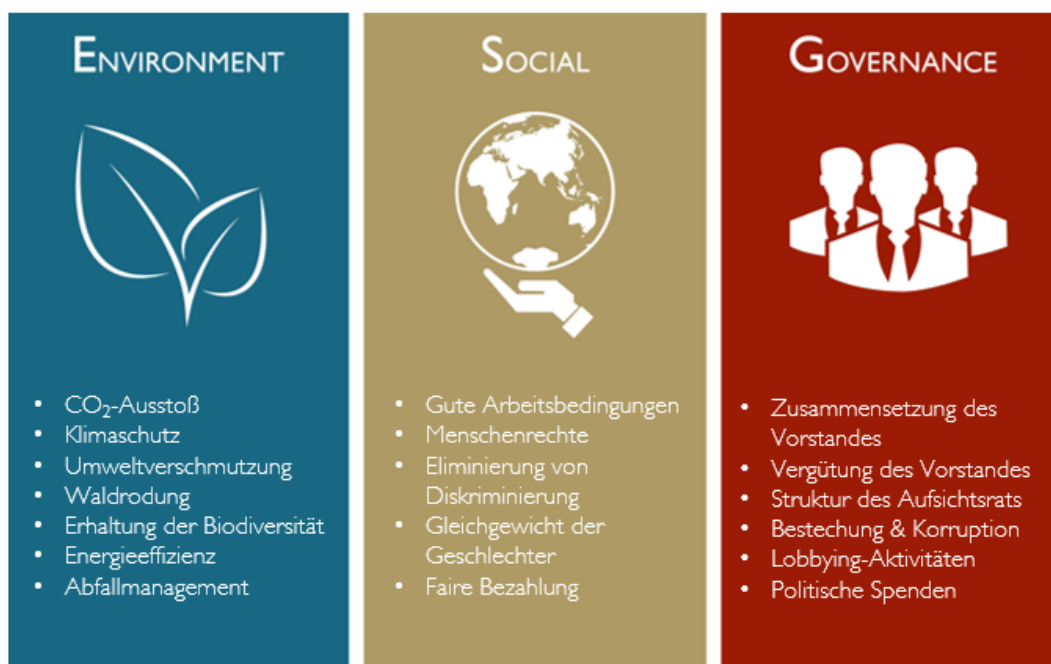 ENVIRONMENT
• CO₂-Ausstoß
• Klimaschutz
• Umweltverschmutzung
• Waldrodung
• Erhaltung der Biodiversität
• Energieeffizienz
• Abfallmanagement
SOCIAL
• Gute Arbeitsbedingungen
• Menschenrechte
• Eliminierung von
Diskriminierung
• Gleichgewicht der
Geschlechter
• Faire Bezahlung
GOVERNANCE
• Zusammensetzung des
Vorstandes
• Vergütung des Vorstandes
• Struktur des Aufsichtsrats
• Bestechung & Korruption
• Lobbying-Aktivitäten
• Politische Spenden